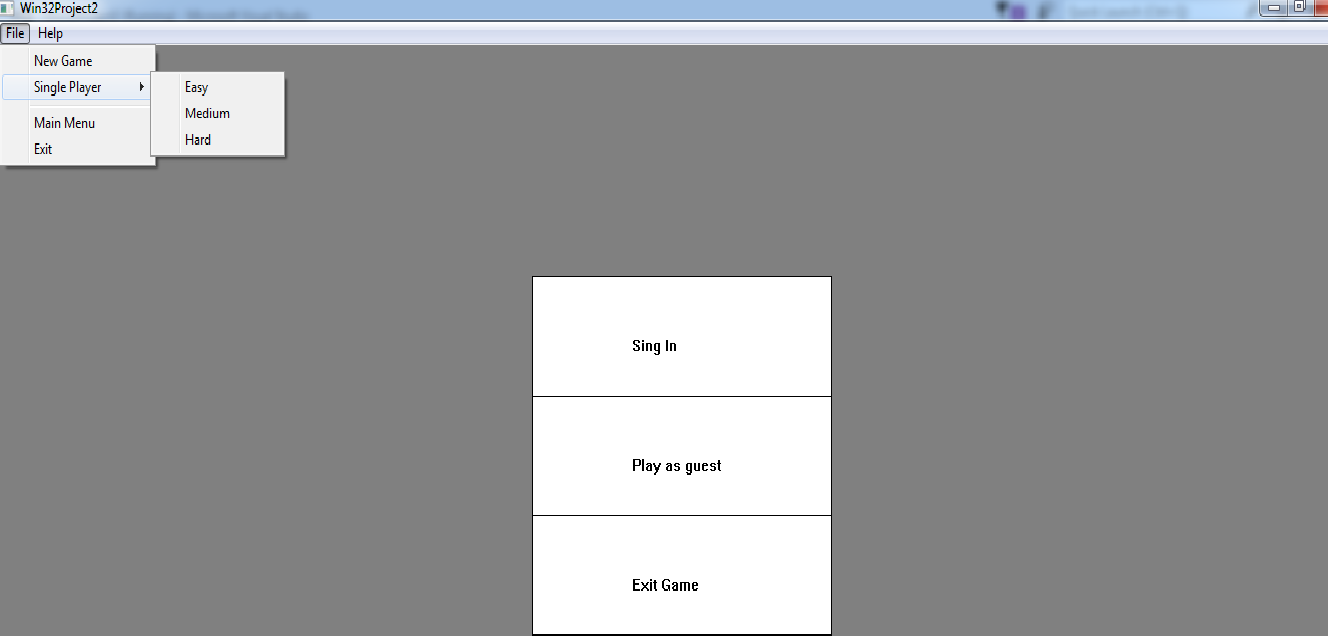 Win32Project2
File Help
New Game
Single Player
Easy
Medium
Hard
Main Menu
Exit
Sing In
Play as guest
Exit Game